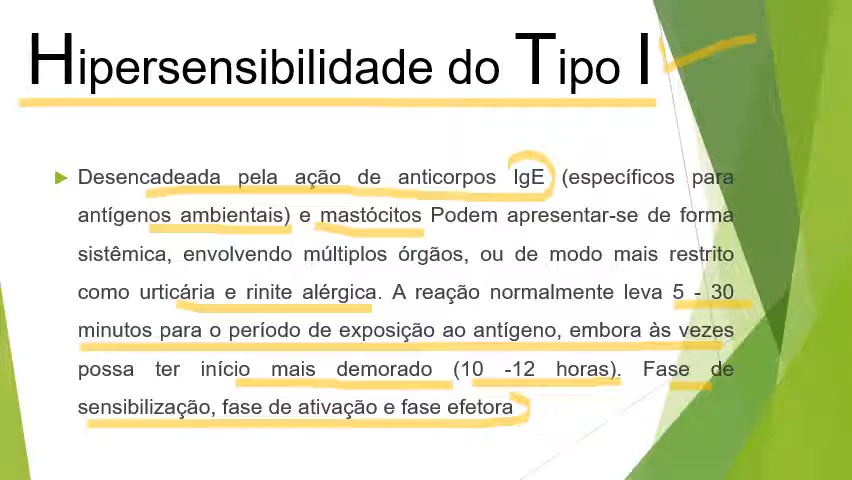 Hipersensibilidade do Tipo I
Desencadeada pela ação de anticorpos IgE (específicos para
antígenos ambientais) e mastócitos Podem apresentar-se de forma
sistêmica, envolvendo múltiplos órgãos, ou de modo mais restrito
como urticária e rinite alérgica. A reação normalmente leva 5 - 30
minutos para o período de exposição ao antígeno, embora às vezes
possa ter início mais demorado (10 -12 horas). Fase de
sensibilização, fase de ativação e fase efetora